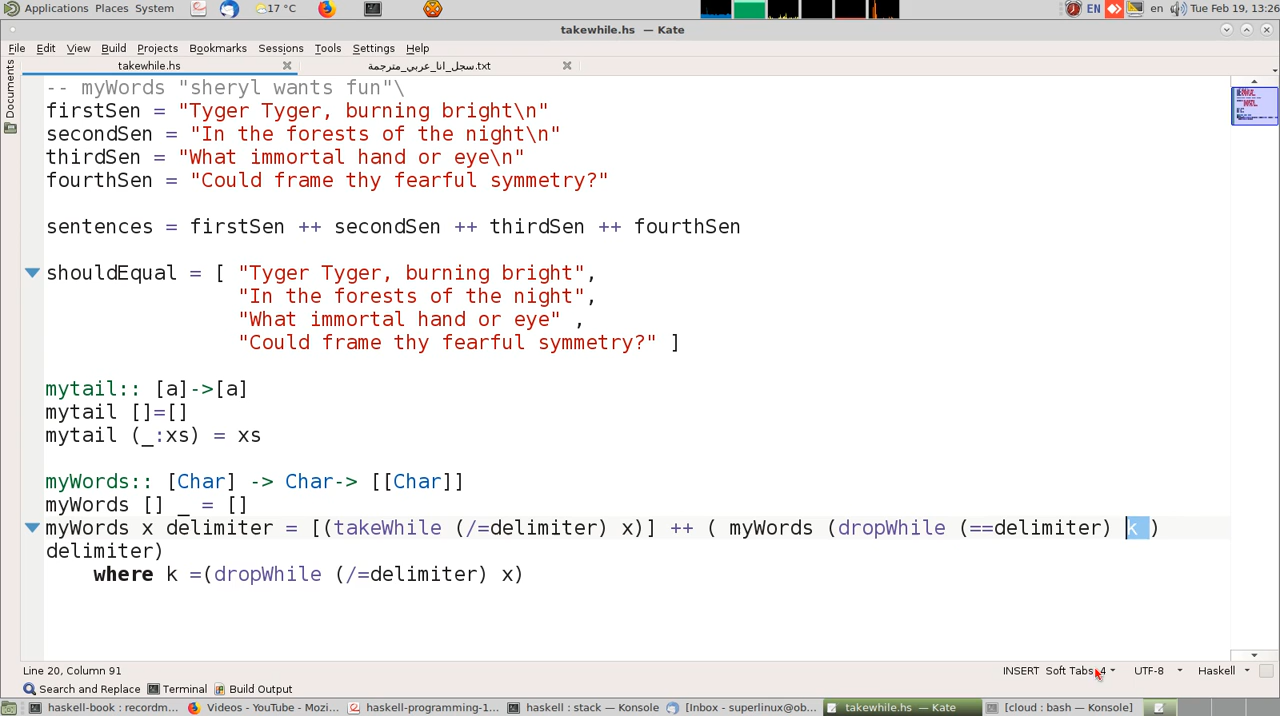 Applications Places System 17 °C EN en Tue Feb 19, 13:26
takewhile.hs — Kate
File Edit View Build Projects Bookmarks Sessions Tools Settings Help
takewhile.hs سجل_انا_عربي_مترجمة.txt
Documents
-- myWords "sheryl wants fun"\
firstSen = "Tyger Tyger, burning bright\n"
secondSen = "In the forests of the night\n"
thirdSen = "What immortal hand or eye\n"
fourthSen = "Could frame thy fearful symmetry?"
sentences = firstSen ++ secondSen ++ thirdSen ++ fourthSen
shouldEqual = [ "Tyger Tyger, burning bright",
"In the forests of the night",
"What immortal hand or eye" ,
"Could frame thy fearful symmetry?" ]
mytail:: [a]->[a]
mytail []=[]
mytail (_:xs) = xs
myWords:: [Char] -> Char-> [[Char]]
myWords [] _ = []
myWords x delimiter = [(takeWhile (/=delimiter) x)] ++ ( myWords (dropWhile (==delimiter) k )
delimiter)
where k =(dropWhile (/=delimiter) x)
Line 20, Column 91 INSERT Soft Tabs: 4 UTF-8 Haskell
Search and Replace Terminal Build Output
haskell-book : recordm... Videos - YouTube - Mozi... haskell-programming-1... haskell : stack — Konsole [Inbox - superlinux@ob... takewhile.hs — Kate [cloud : bash — Konsole]